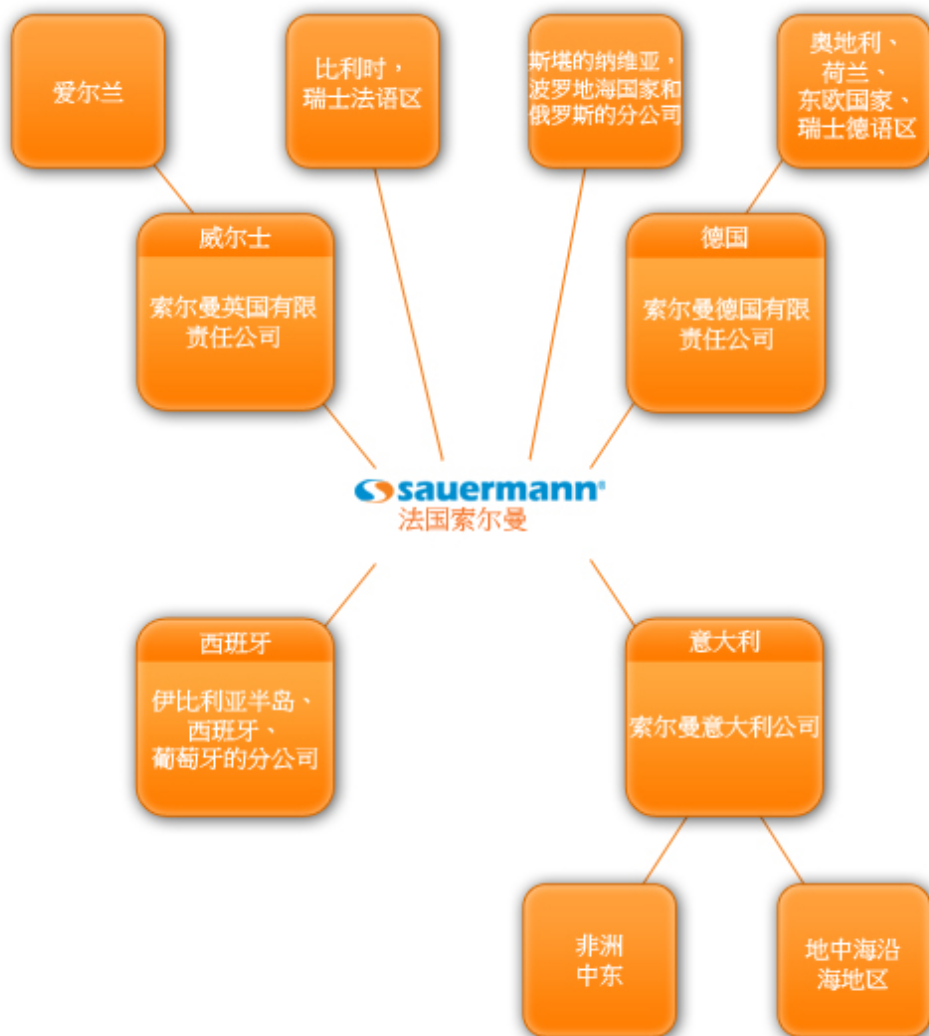 爱尔兰
比利时，
瑞士法语区
斯堪的纳维亚，
波罗地海国家和
俄罗斯的分公司
奥地利、
荷兰、
东欧国家、
瑞士德语区
威尔士
索尔曼英国有限
责任公司
德国
索尔曼德国有限
责任公司
sauermann®
法国索尔曼
西班牙
伊比利亚半岛、
西班牙、
葡萄牙的分公司
意大利
索尔曼意大利公司
非洲
中东
地中海沿
海地区